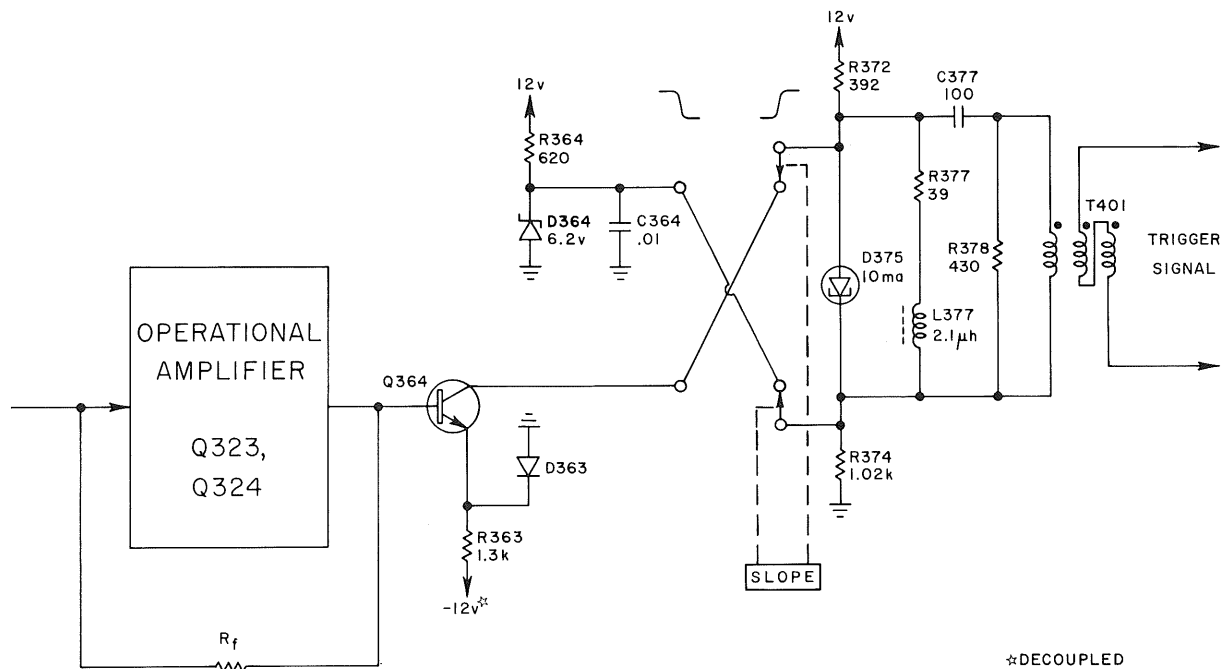 12v
R372
392
C377
100
12v
R364
620
D364
6.2v
C364
.01
R377
39
T401
TRIGGER
SIGNAL
R378
430
D375
10ma
L377
2.1μh
OPERATIONAL
AMPLIFIER
Q323,
Q324
Q364
D363
R374
1.02k
R363
1.3k
-12v☆
SLOPE
Rf
☆DECOUPLED